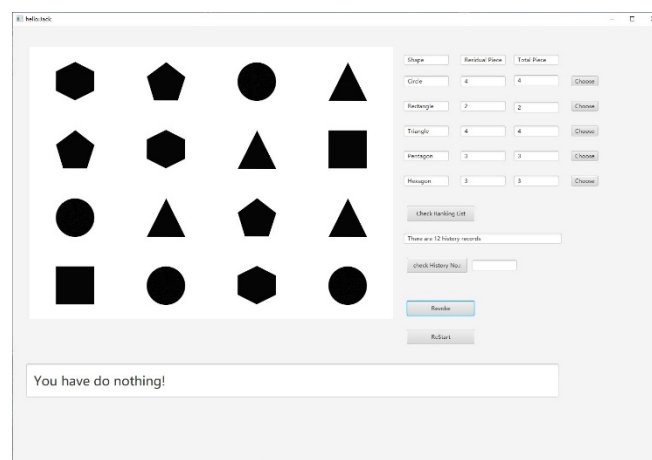 hello:Jack
Shape Residual Piece Total Piece
Circle 4 4 Choose
Rectangle 2 2 Choose
Triangle 4 4 Choose
Pentagon 3 3 Choose
Hexagon 3 3 Choose
Check Ranking List
There are 12 history records
check History No.:
Revoke
ReStart
You have do nothing!